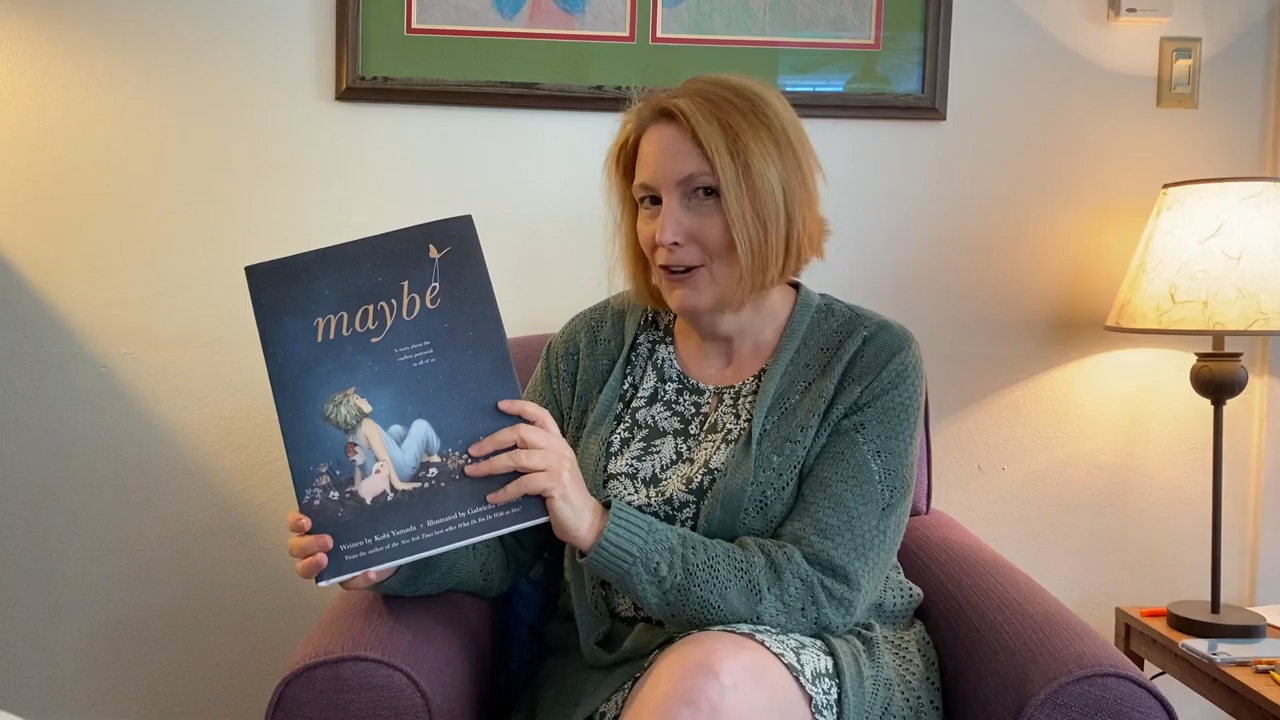 maybe
A story about the
endless potential
in all of us
Written by Kobi Yamada • Illustrated by Gabriella
From the author of the New York Times best seller What Do You Do With an Idea?